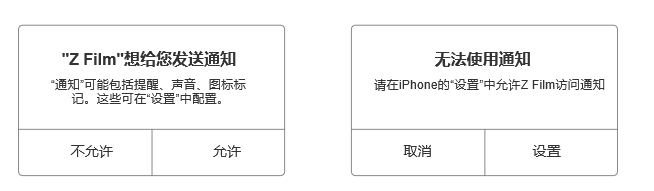 "Z Film"想给您发送通知
“通知”可能包括提醒、声音、图标标
记。这些可在“设置”中配置。
不允许
允许
无法使用通知
请在iPhone的“设置”中允许Z Film访问通知
取消
设置